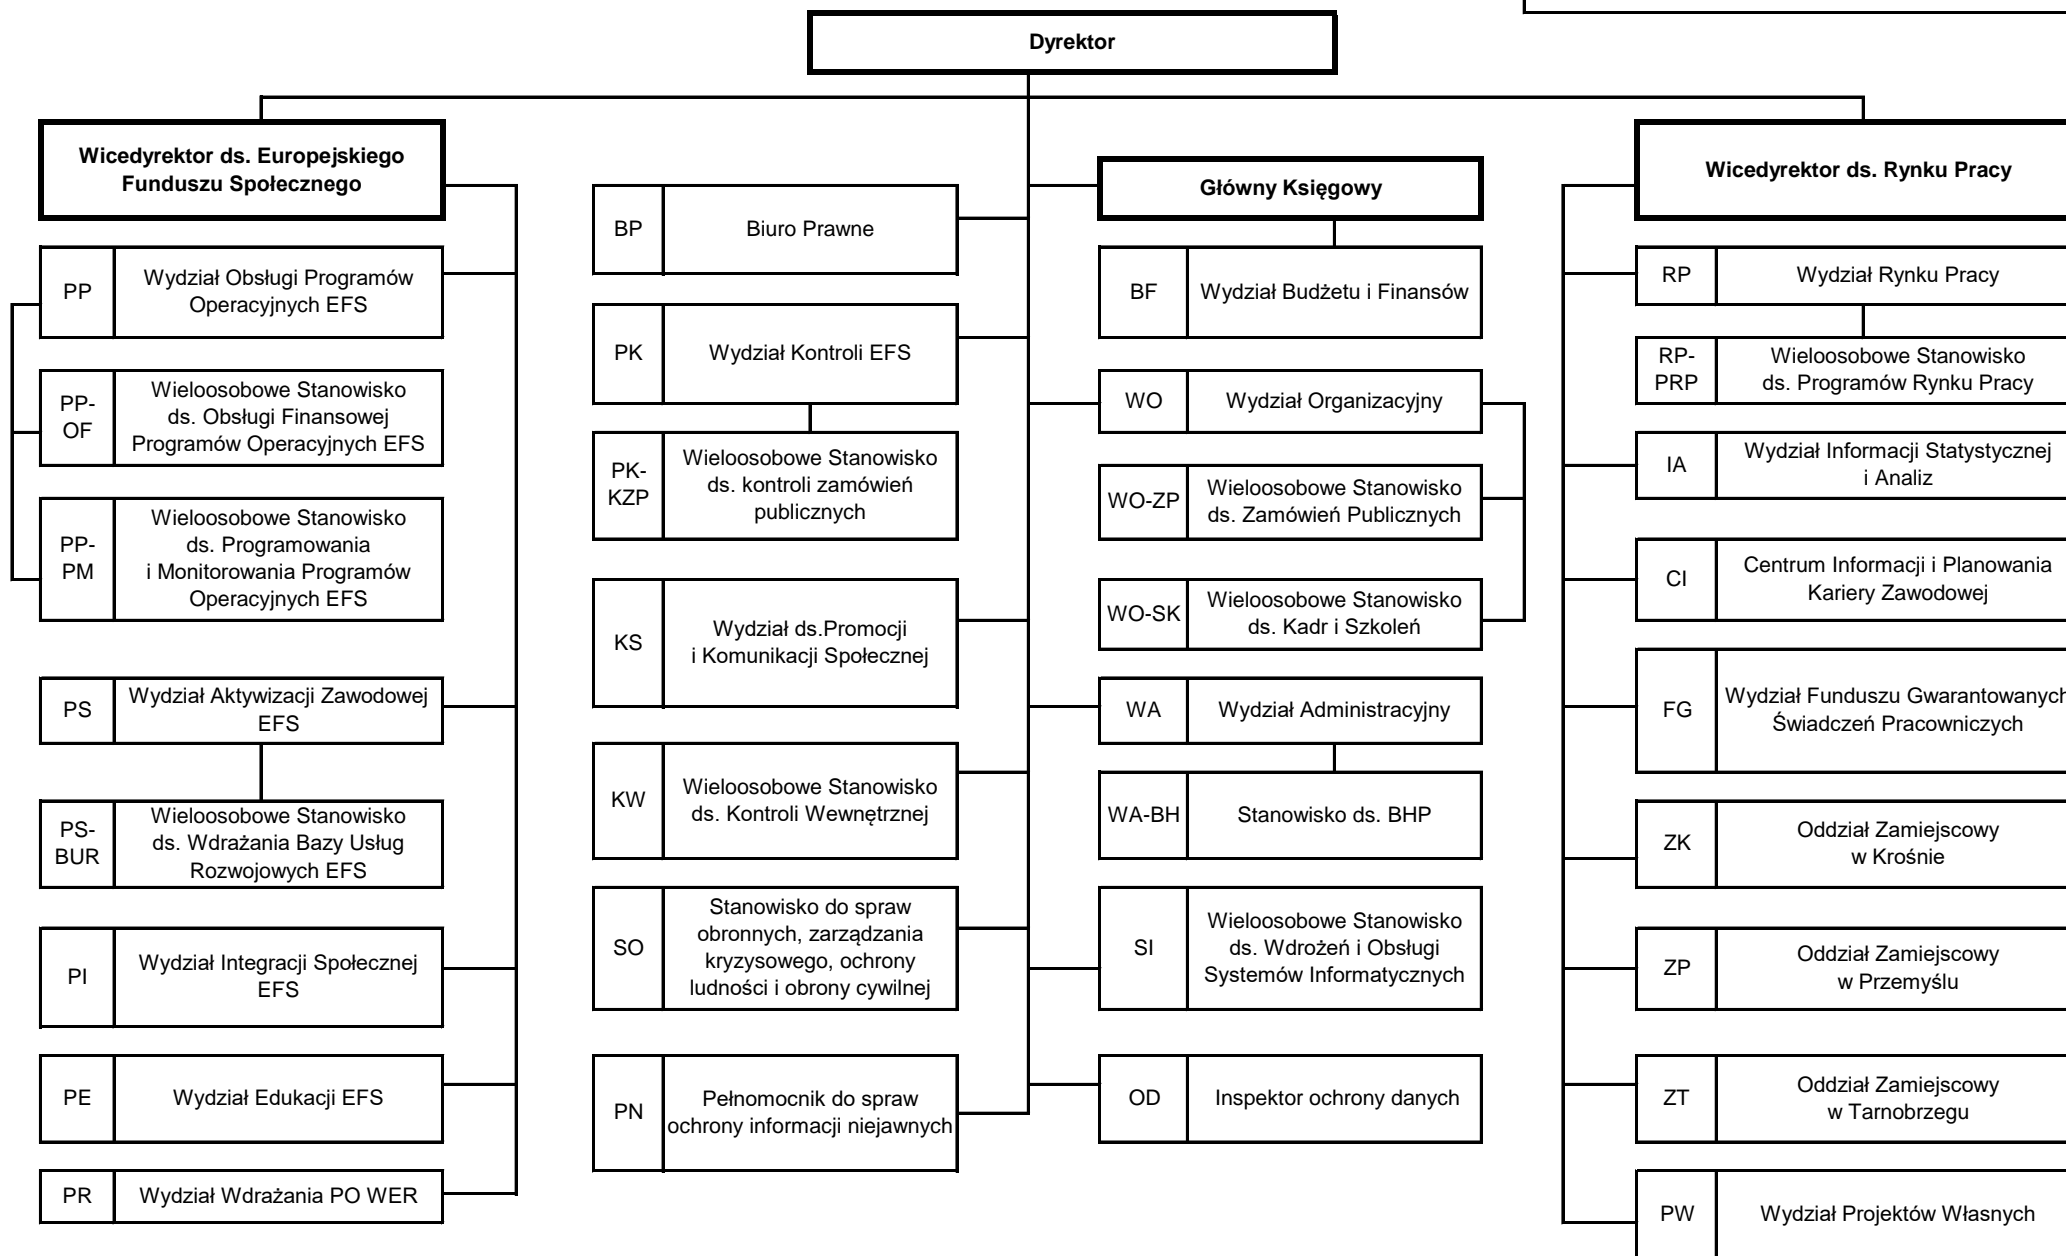 Dyrektor
Wicedyrektor ds. Europejskiego
Funduszu Społecznego
PP
Wydział Obsługi Programów
Operacyjnych EFS
PP-
OF
Wieloosobowe Stanowisko
ds. Obsługi Finansowej
Programów Operacyjnych EFS
PP-
PM
Wieloosobowe Stanowisko
ds. Programowania
i Monitorowania Programów
Operacyjnych EFS
PS
Wydział Aktywizacji Zawodowej
EFS
PS-
BUR
Wieloosobowe Stanowisko
ds. Wdrażania Bazy Usług
Rozwojowych EFS
PI
Wydział Integracji Społecznej
EFS
PE
Wydział Edukacji EFS
PR
Wydział Wdrażania PO WER
BP
Biuro Prawne
PK
Wydział Kontroli EFS
PK-
KZP
Wieloosobowe Stanowisko
ds. kontroli zamówień
publicznych
KS
Wydział ds.Promocji
i Komunikacji Społecznej
KW
Wieloosobowe Stanowisko
ds. Kontroli Wewnętrznej
SO
Stanowisko do spraw
obronnych, zarządzania
kryzysowego, ochrony
ludności i obrony cywilnej
PN
Pełnomocnik do spraw
ochrony informacji niejawnych
Główny Księgowy
BF
Wydział Budżetu i Finansów
WO
Wydział Organizacyjny
WO-ZP
Wieloosobowe Stanowisko
ds. Zamówień Publicznych
WO-SK
Wieloosobowe Stanowisko
ds. Kadr i Szkoleń
WA
Wydział Administracyjny
WA-BH
Stanowisko ds. BHP
SI
Wieloosobowe Stanowisko
ds. Wdrożeń i Obsługi
Systemów Informatycznych
OD
Inspektor ochrony danych
Wicedyrektor ds. Rynku Pracy
RP
Wydział Rynku Pracy
RP-
PRP
Wieloosobowe Stanowisko
ds. Programów Rynku Pracy
IA
Wydział Informacji Statystycznej
i Analiz
CI
Centrum Informacji i Planowania
Kariery Zawodowej
FG
Wydział Funduszu Gwarantowanych
Świadczeń Pracowniczych
ZK
Oddział Zamiejscowy
w Krośnie
ZP
Oddział Zamiejscowy
w Przemyślu
ZT
Oddział Zamiejscowy
w Tarnobrzegu
PW
Wydział Projektów Własnych